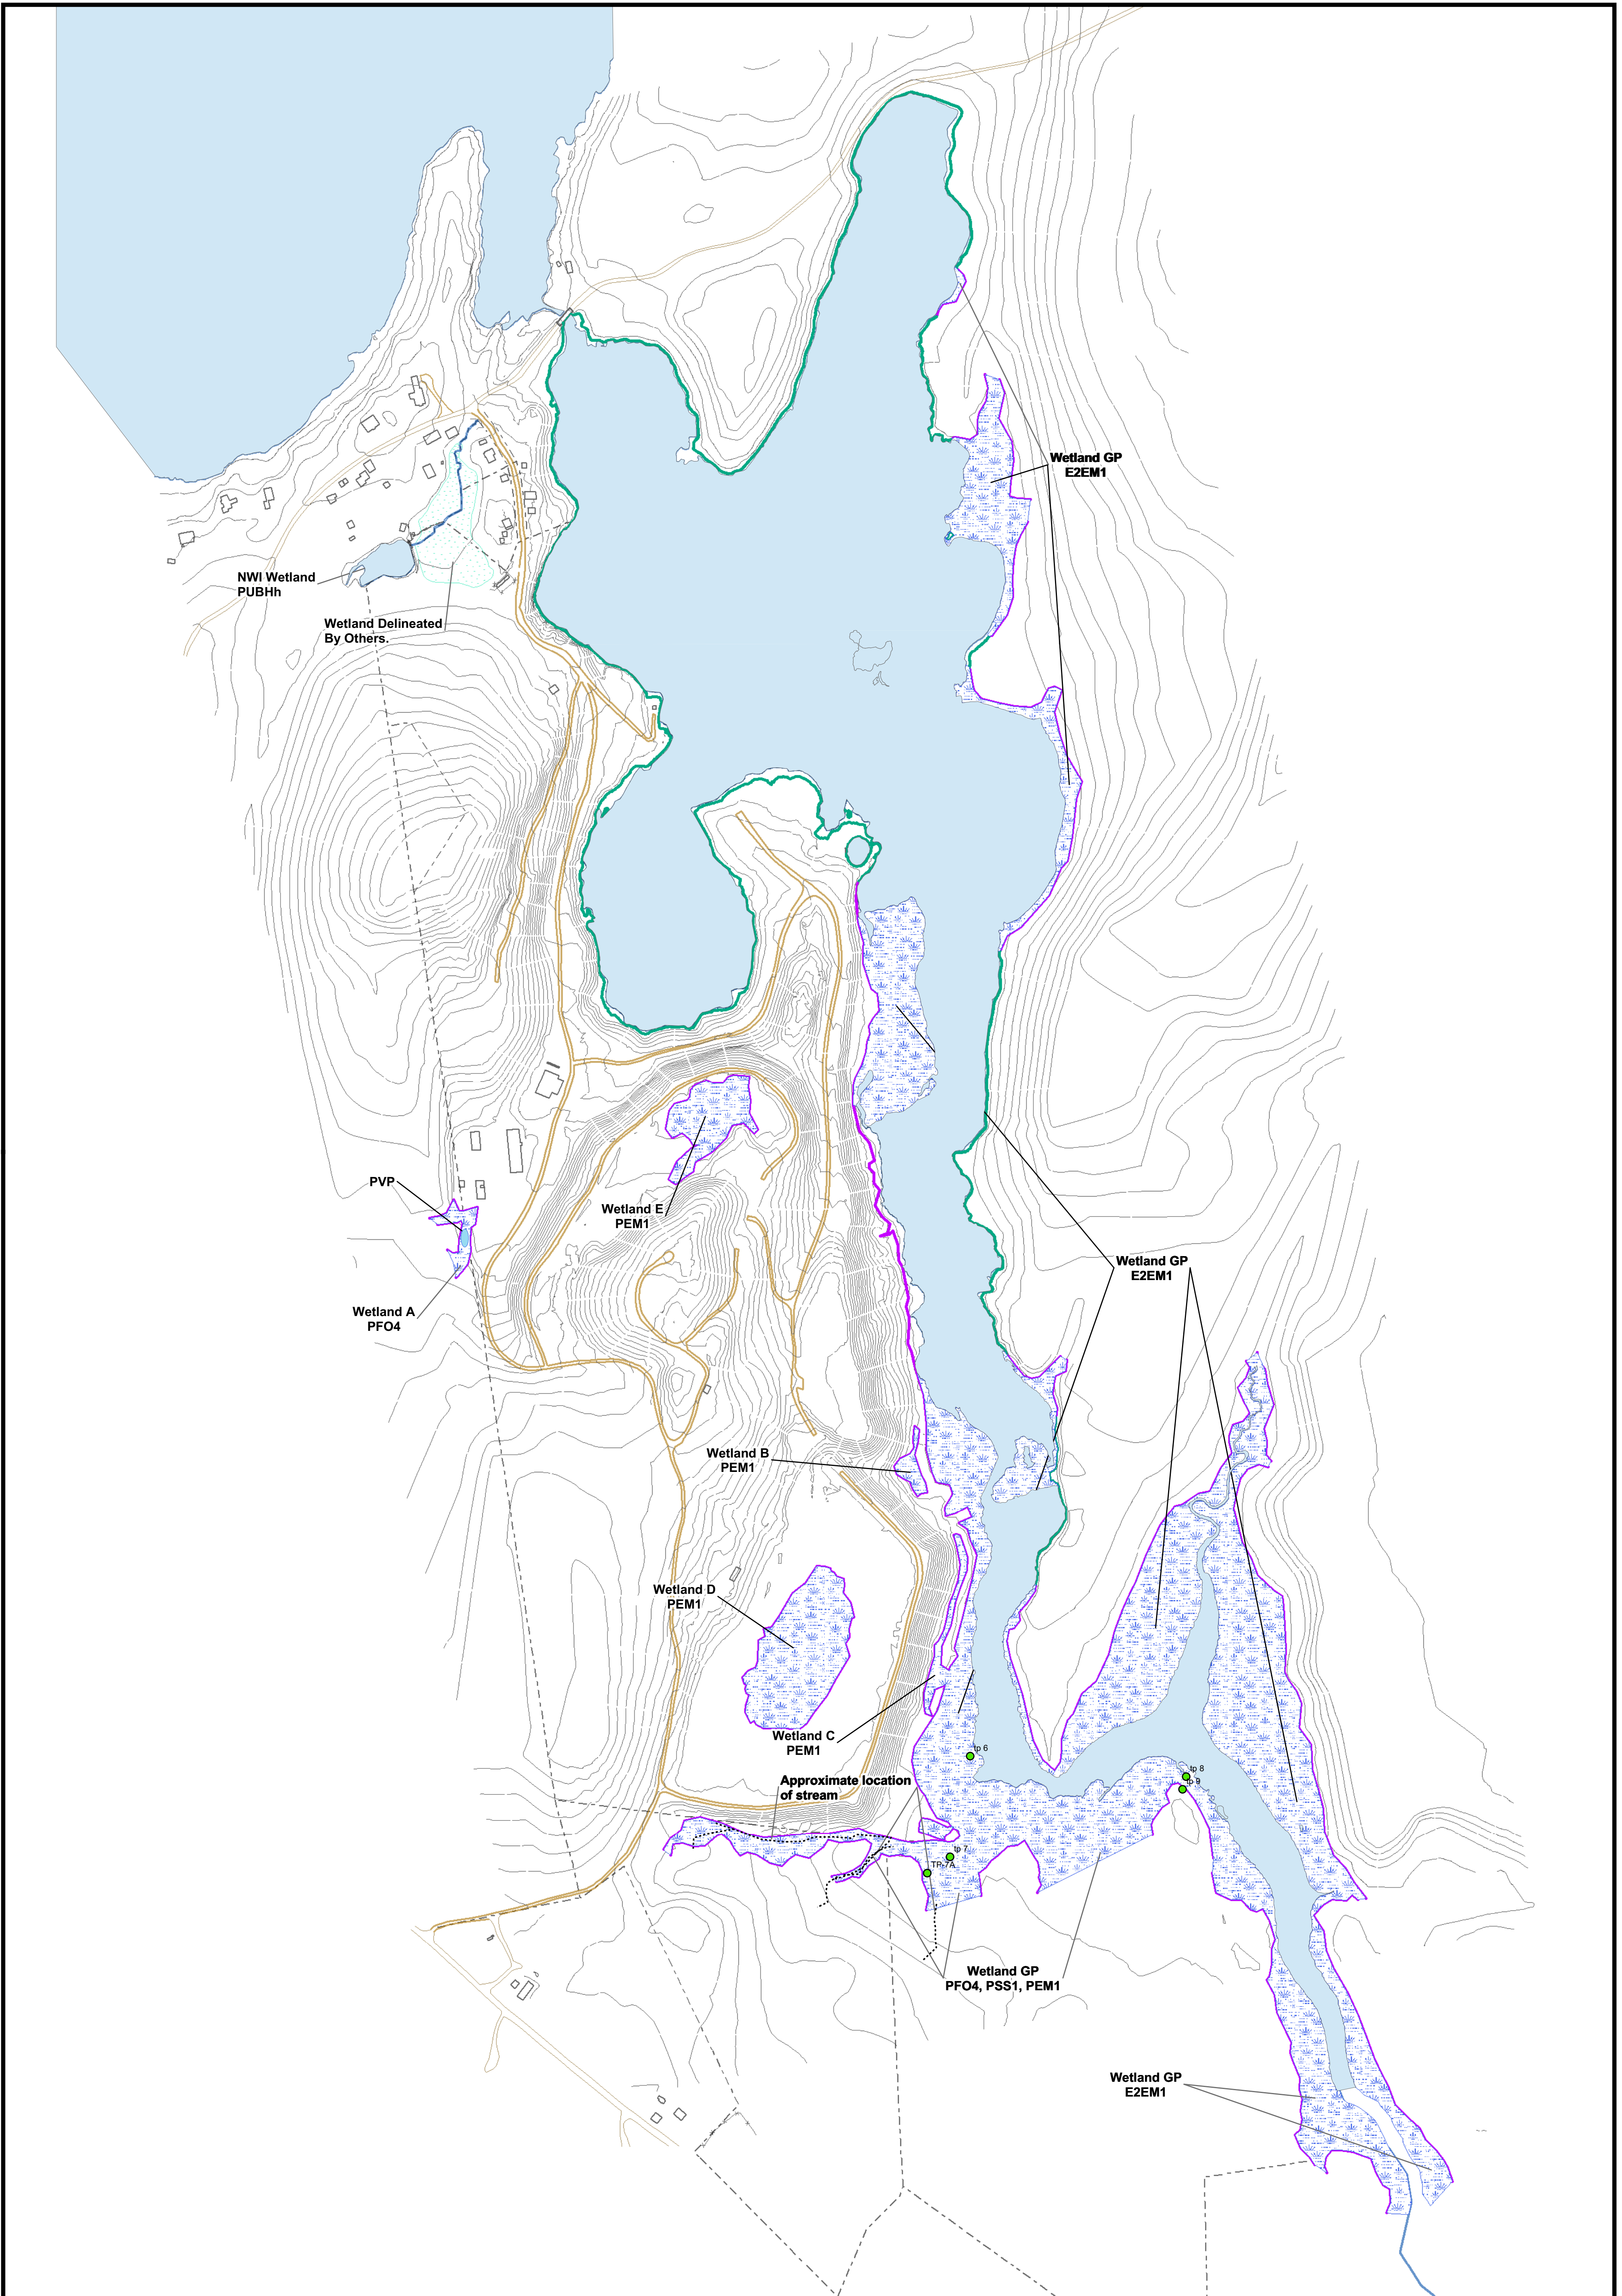 Wetland GP
E2EM1
NWI Wetland
PUBHh
Wetland Delineated
By Others.
PVP
Wetland E
PEM1
Wetland GP
E2EM1
Wetland A
PFO4
Wetland B
PEM1
Wetland D
PEM1
Wetland C
PEM1
tp 6
tp 8
tp 9
Approximate location
of stream
tp 7
TP-7A
Wetland GP
PFO4, PSS1, PEM1
Wetland GP
E2EM1